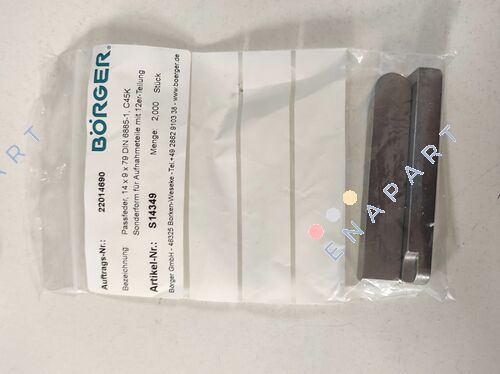 BÖRGER®
Auftrags-Nr.: 22014690
Bezeichnung: Passfeder, 14 x 9 x 79 DIN 6885-1, C45K
Sonderform für Aufnahmeteile mit 12er-Teilung
Artikel-Nr.: S14349 Menge: 2,000 Stück
Börger GmbH - 46325 Borken-Weseke -Tel.+49 2862 9103 38 - www.boerger.de
ENAPART